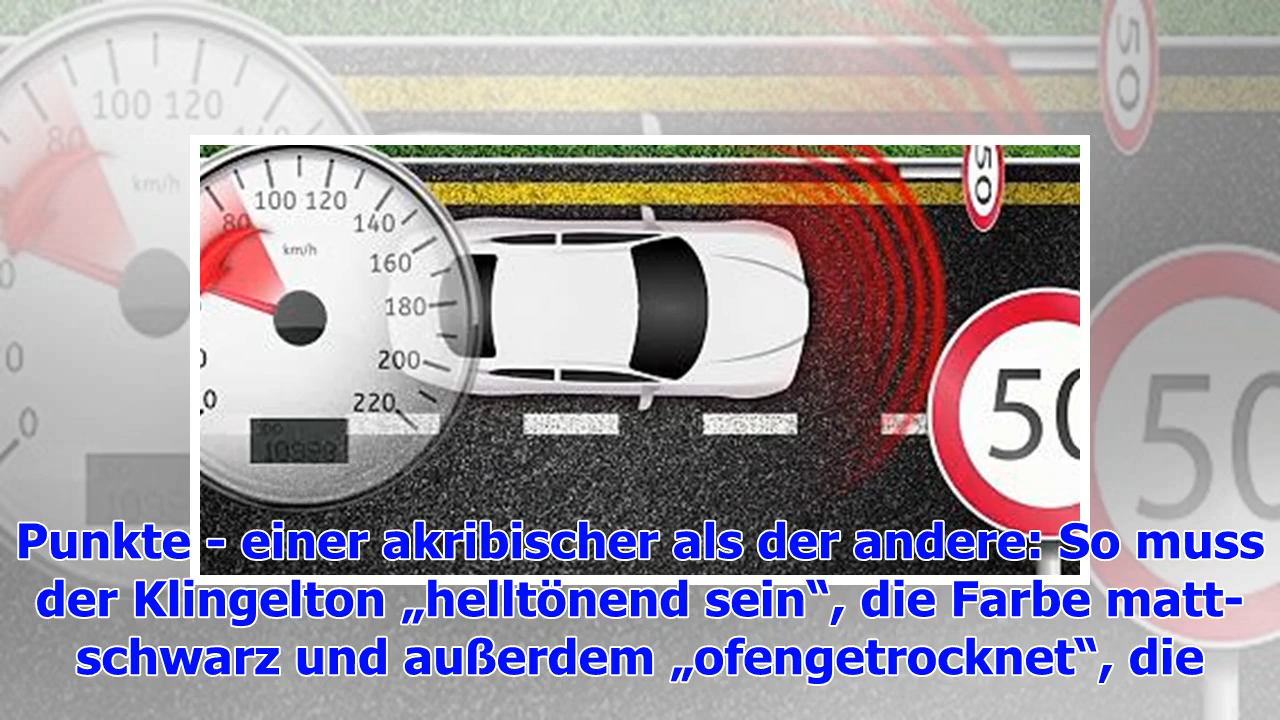 100 120
80
140
km/h
160
180
200
220
50
50
Punkte - einer akribischer als der andere: So muss
der Klingelton „helltönend sein“, die Farbe matt-
schwarz und außerdem „ofengetrocknet“, die